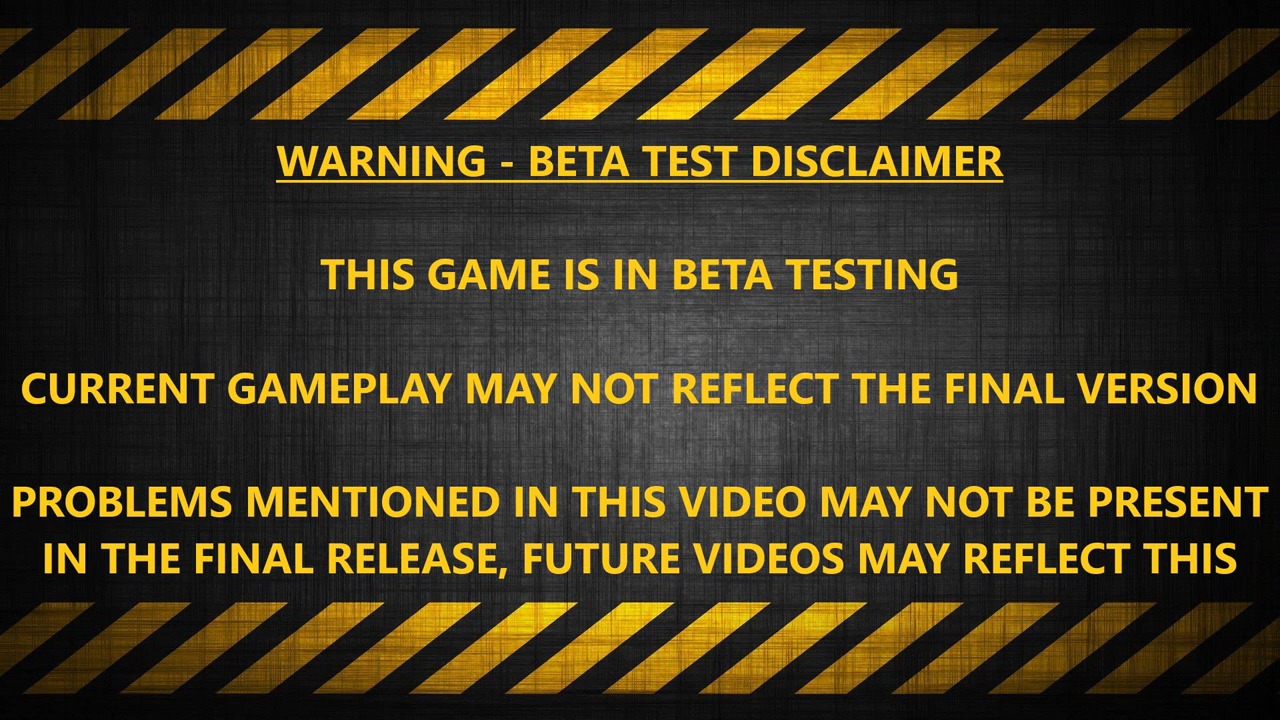 WARNING - BETA TEST DISCLAIMER
THIS GAME IS IN BETA TESTING
CURRENT GAMEPLAY MAY NOT REFLECT THE FINAL VERSION
PROBLEMS MENTIONED IN THIS VIDEO MAY NOT BE PRESENT
IN THE FINAL RELEASE, FUTURE VIDEOS MAY REFLECT THIS